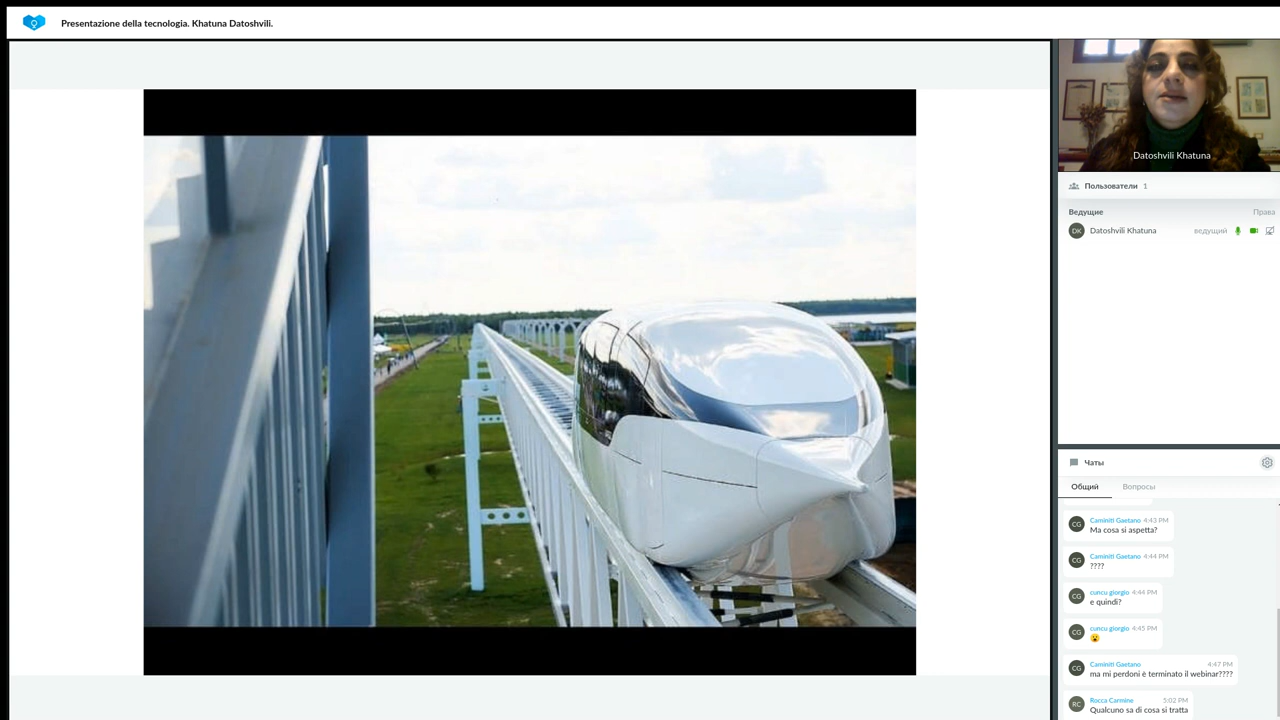 Presentazione della tecnologia. Khatuna Datoshvili.
Datoshvili Khatuna
Пользователи 1
Ведущие Права
DK Datoshvili Khatuna ведущий
Чаты
Общий Вопросы
CG Caminiti Gaetano 4:43 PM
Ma cosa si aspetta?
CG Caminiti Gaetano 4:44 PM
????
CG cuncu giorgio 4:44 PM
e quindi?
CG cuncu giorgio 4:45 PM
😮
CG Caminiti Gaetano 4:47 PM
ma mi perdoni è terminato il webinar????
RC Rocca Carmine 5:02 PM
Qualcuno sa di cosa si tratta